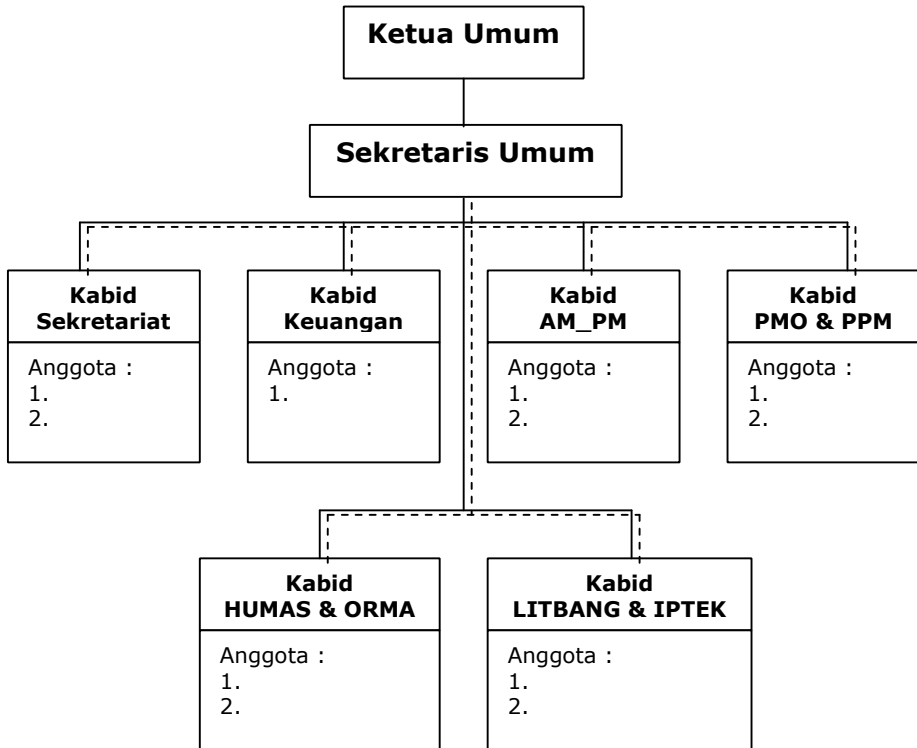 Ketua Umum
Sekretaris Umum
Kabid
Sekretariat
Anggota :
1.
2.
Kabid
Keuangan
Anggota :
1.
Kabid
AM_PM
Anggota :
1.
2.
Kabid
PMO & PPM
Anggota :
1.
2.
Kabid
HUMAS & ORMA
Anggota :
1.
2.
Kabid
LITBANG & IPTEK
Anggota :
1.
2.